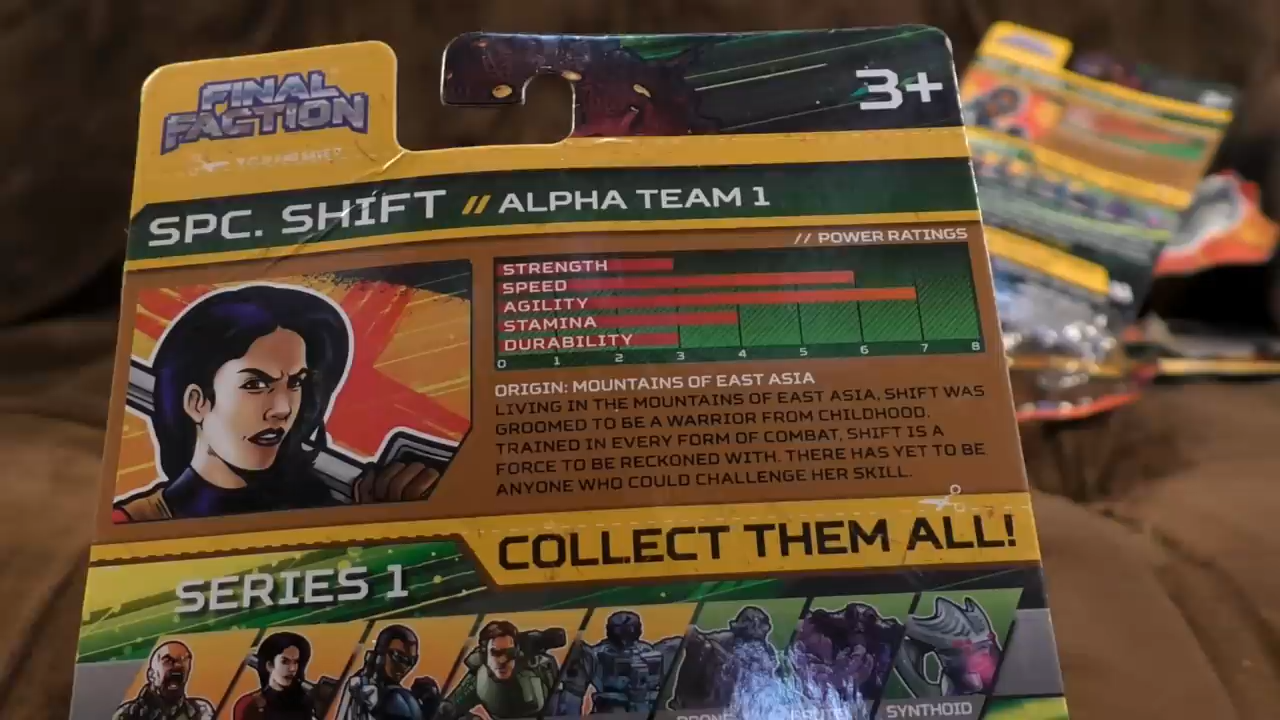 FINAL
FACTION
3+
SPC. SHIFT // ALPHA TEAM 1
// POWER RATINGS
STRENGTH
SPEED
AGILITY
STAMINA
DURABILITY
0 1 2 3 4 5 6 7 8
ORIGIN: MOUNTAINS OF EAST ASIA
LIVING IN THE MOUNTAINS OF EAST ASIA, SHIFT WAS
GROOMED TO BE A WARRIOR FROM CHILDHOOD.
TRAINED IN EVERY FORM OF COMBAT, SHIFT IS A
FORCE TO BE RECKONED WITH. THERE HAS YET TO BE
ANYONE WHO COULD CHALLENGE HER SKILL.
COLLECT THEM ALL!
SERIES 1
DRONE
SYNTHOID